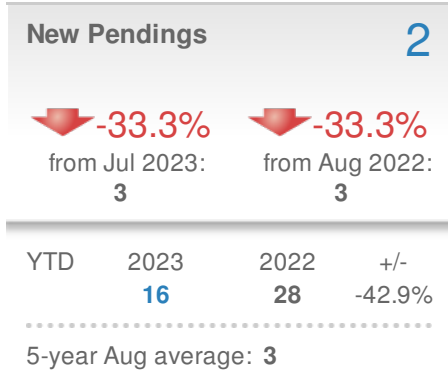 New Pendings 2
-33.3% -33.3%
from Jul 2023: from Aug 2022:
3 3
YTD 2023 2022 +/-
16 28 -42.9%
5-year Aug average: 3